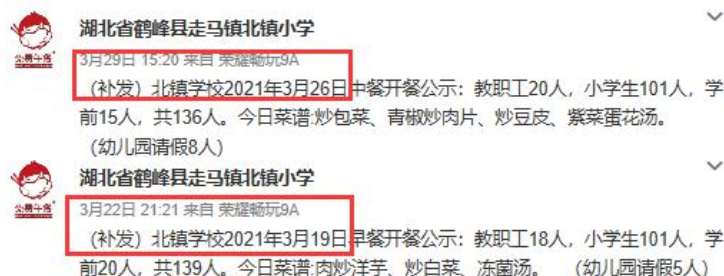 湖北省鹤峰县走马镇北镇小学
免费午餐
3月29日 15:20 来自 荣耀畅玩9A
（补发）北镇学校2021年3月26日中餐开餐公示：教职工20人，小学生101人，学
前15人，共136人。今日菜谱:炒包菜、青椒炒肉片、炒豆皮、紫菜蛋花汤。
（幼儿园请假8人）
湖北省鹤峰县走马镇北镇小学
免费午餐
3月22日 21:21 来自 荣耀畅玩9A
（补发）北镇学校2021年3月19日早餐开餐公示：教职工18人，小学生101人，学
前20人，共139人。今日菜谱:肉炒洋芋、炒白菜、冻菌汤。 （幼儿园请假5人）